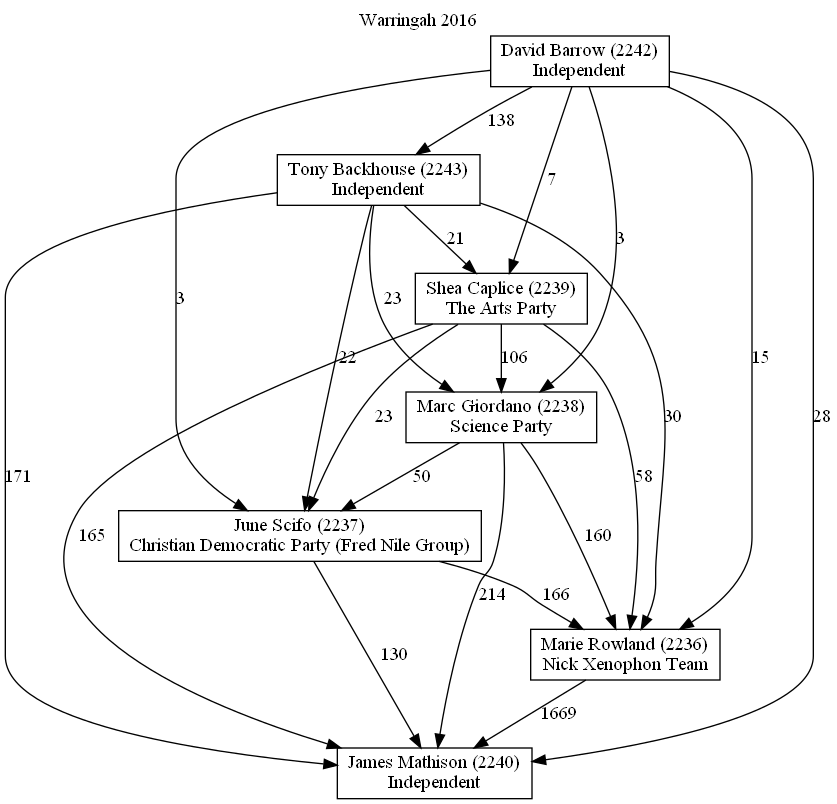 Warringah 2016
David Barrow (2242)
Independent
138
Tony Backhouse (2243)
Independent
7
21
3
Shea Caplice (2239)
The Arts Party
3
23
22
106
15
Marc Giordano (2238)
Science Party
23
30
28
171
50
58
June Scifo (2237)
Christian Democratic Party (Fred Nile Group)
165
160
214
166
Marie Rowland (2236)
Nick Xenophon Team
130
1669
James Mathison (2240)
Independent